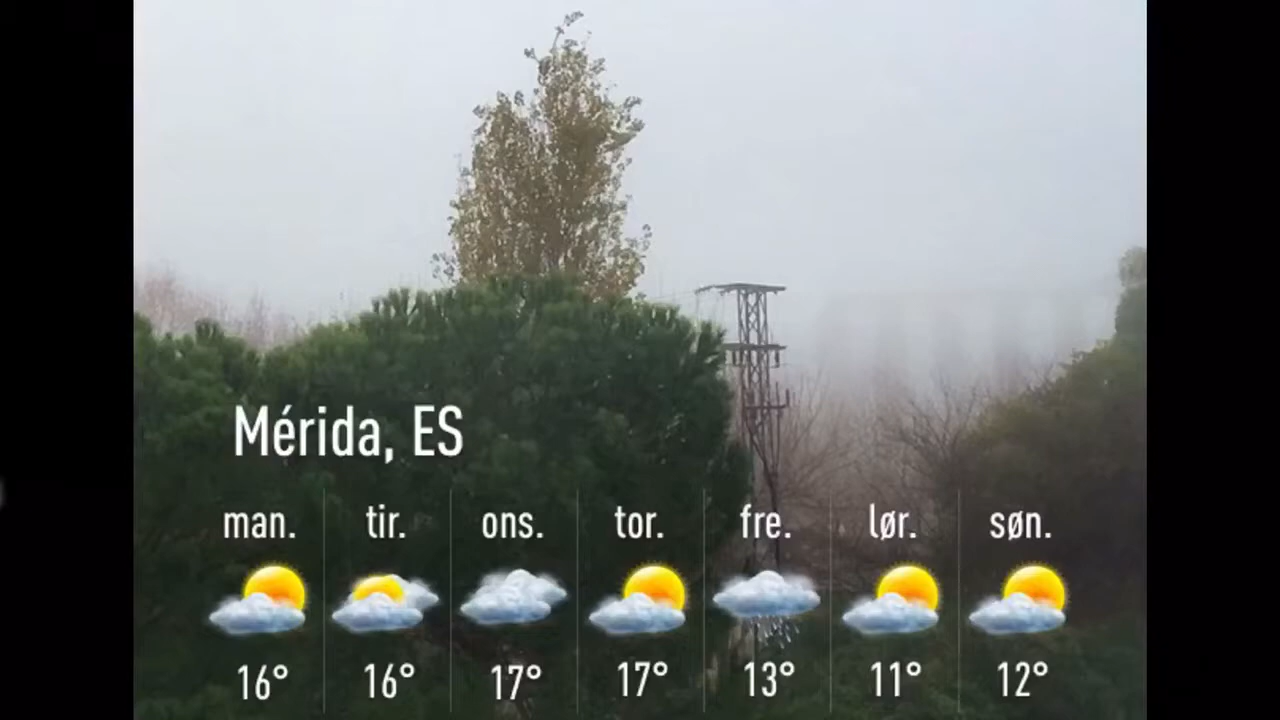 Mérida, ES
man. tir. ons. tor. fre. lør. søn.
16° 16° 17° 17° 13° 11° 12°